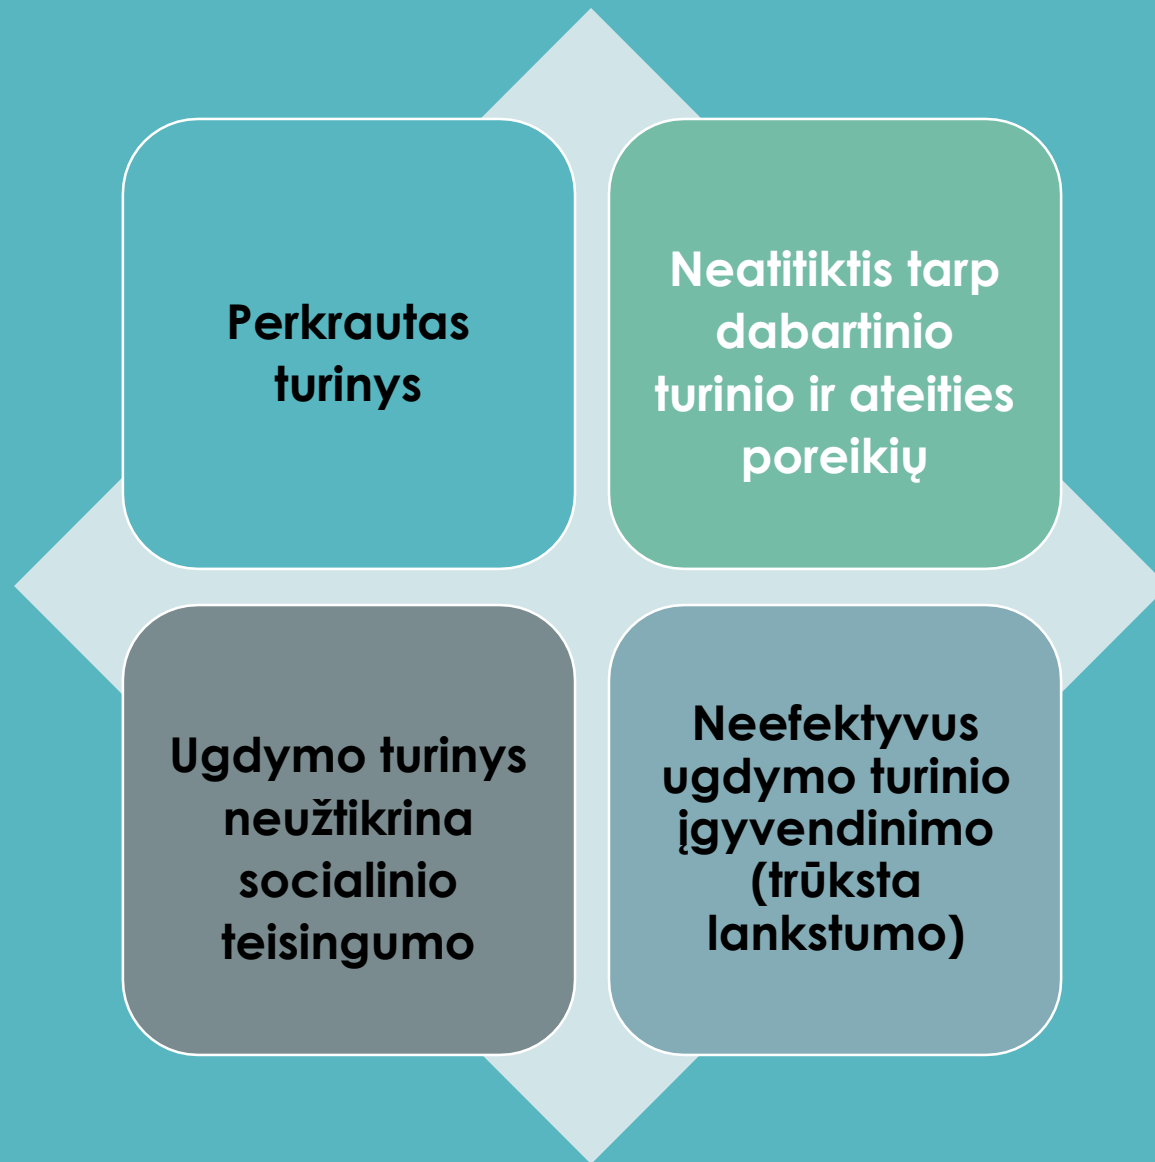 Perkrautas
turinys
Neatitiktis tarp
dabartinio
turinio ir ateities
poreikių
Ugdymo turinys
neužtikrina
socialinio
teisingumo
Neefektyvus
ugdymo turinio
įgyvendinimo
(trūksta
lankstumo)